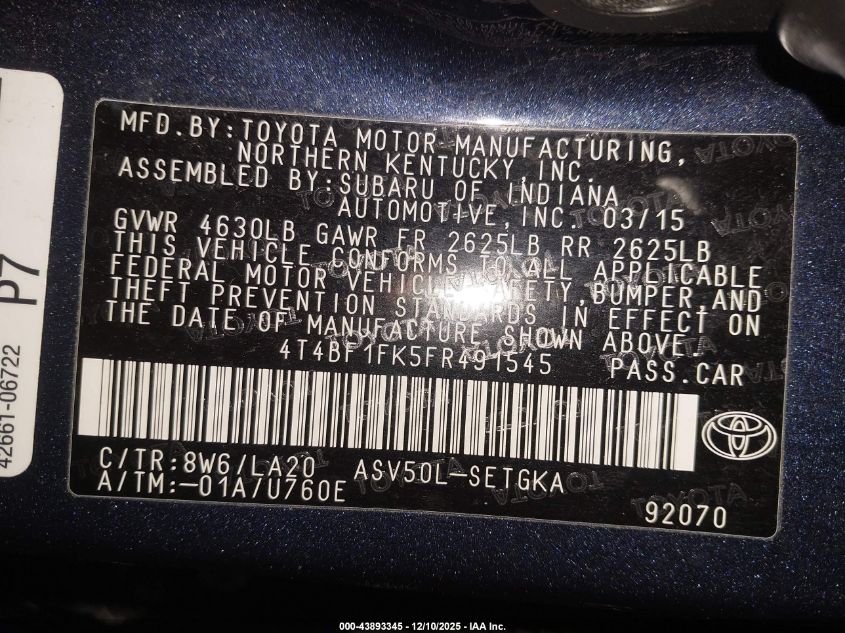 MFD.BY:TOYOTA MOTOR MANUFACTURING,
NORTHERN KENTUCKY, INC.
ASSEMBLED BY:SUBARU OF INDIANA
AUTOMOTIVE, INC. 03/15
GVWR 4630LB GAWR FR 2625LB RR 2625LB
THIS VEHICLE CONFORMS TO ALL APPLICABLE
FEDERAL MOTOR VEHICLE SAFETY, BUMPER, AND
THEFT PREVENTION STANDARDS IN EFFECT ON
THE DATE OF MANUFACTURE SHOWN ABOVE.
4T4BF1FK5FR491545 PASS.CAR
C/TR:8W6/LA20 ASV50L-SETGKA
A/TM:-01A/U760E
92070
TOYOTA
42661-06722 P7
000-43893345 - 12/10/2025 - IAA Inc.